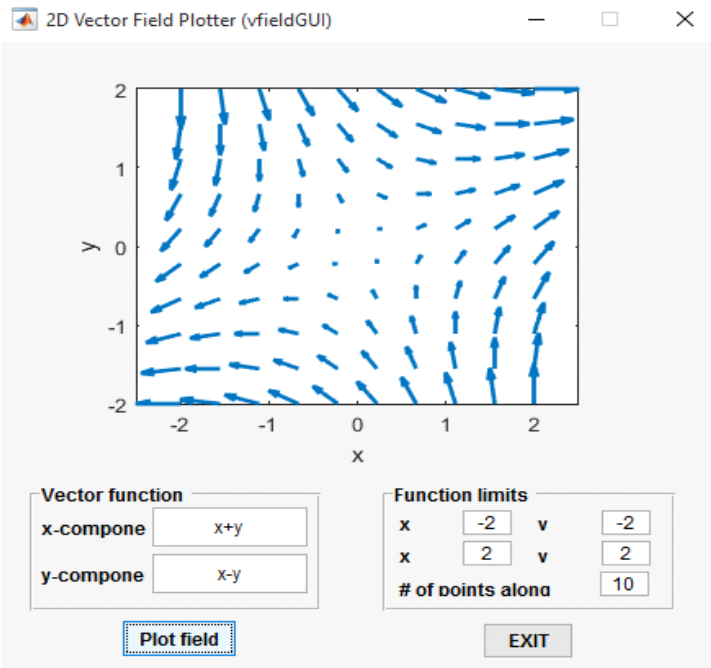 2D Vector Field Plotter (vfieldGUI)
2
1
0
-1
-2
y
-2 -1 0 1 2
x
Vector function
x-compone x+y
y-compone x-y
Function limits
x -2 v -2
x 2 v 2
# of points along 10
Plot field
EXIT